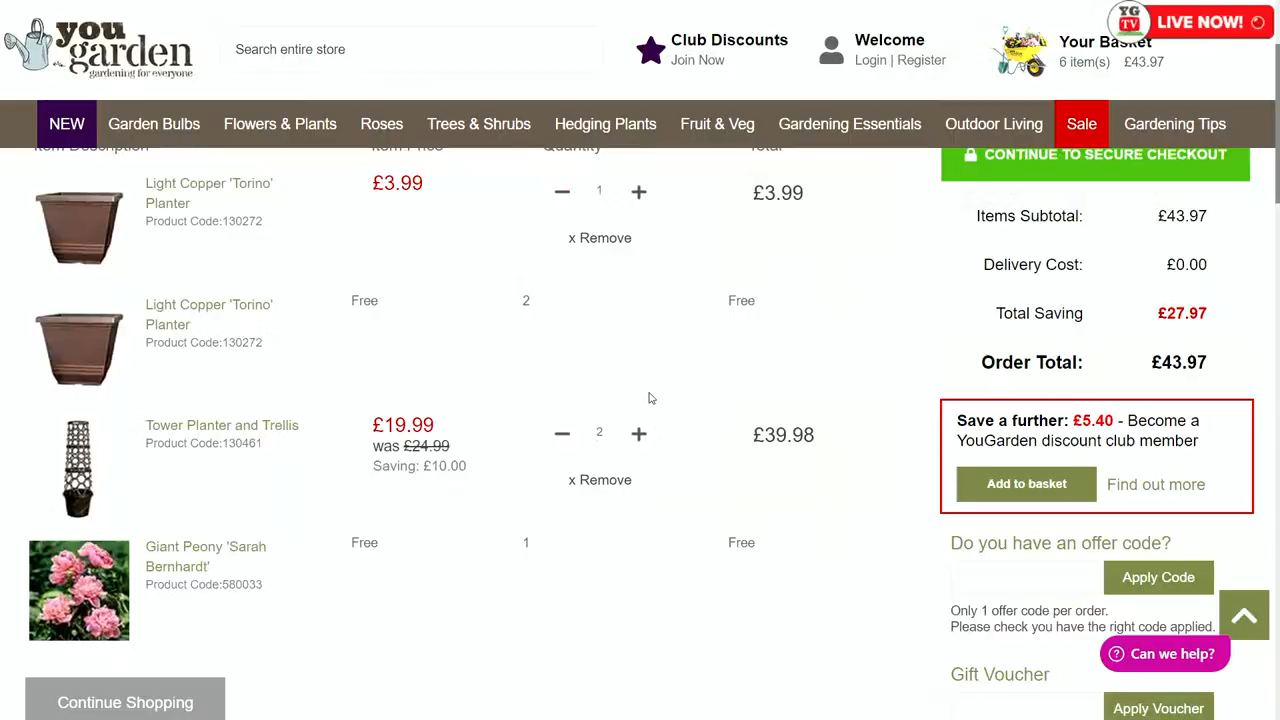 you
garden
gardening for everyone
Search entire store
Club Discounts
Join Now
Welcome
Login | Register
Your Basket
6 item(s) £43.97
YG
TV
LIVE NOW!
NEW
Garden Bulbs
Flowers & Plants
Roses
Trees & Shrubs
Hedging Plants
Fruit & Veg
Gardening Essentials
Outdoor Living
Sale
Gardening Tips
Item Description
Item Price
Quantity
Total
Light Copper 'Torino'
Planter
Product Code:130272
£3.99
1
x Remove
£3.99
Light Copper 'Torino'
Planter
Product Code:130272
Free
2
Free
Tower Planter and Trellis
Product Code:130461
£19.99
was £24.99
Saving: £10.00
2
x Remove
£39.98
Giant Peony 'Sarah
Bernhardt'
Product Code:580033
Free
1
Free
Continue Shopping
CONTINUE TO SECURE CHECKOUT
Items Subtotal: £43.97
Delivery Cost: £0.00
Total Saving £27.97
Order Total: £43.97
Save a further: £5.40 - Become a
YouGarden discount club member
Add to basket
Find out more
Do you have an offer code?
Apply Code
Only 1 offer code per order.
Please check you have the right code applied.
Can we help?
Gift Voucher
Apply Voucher